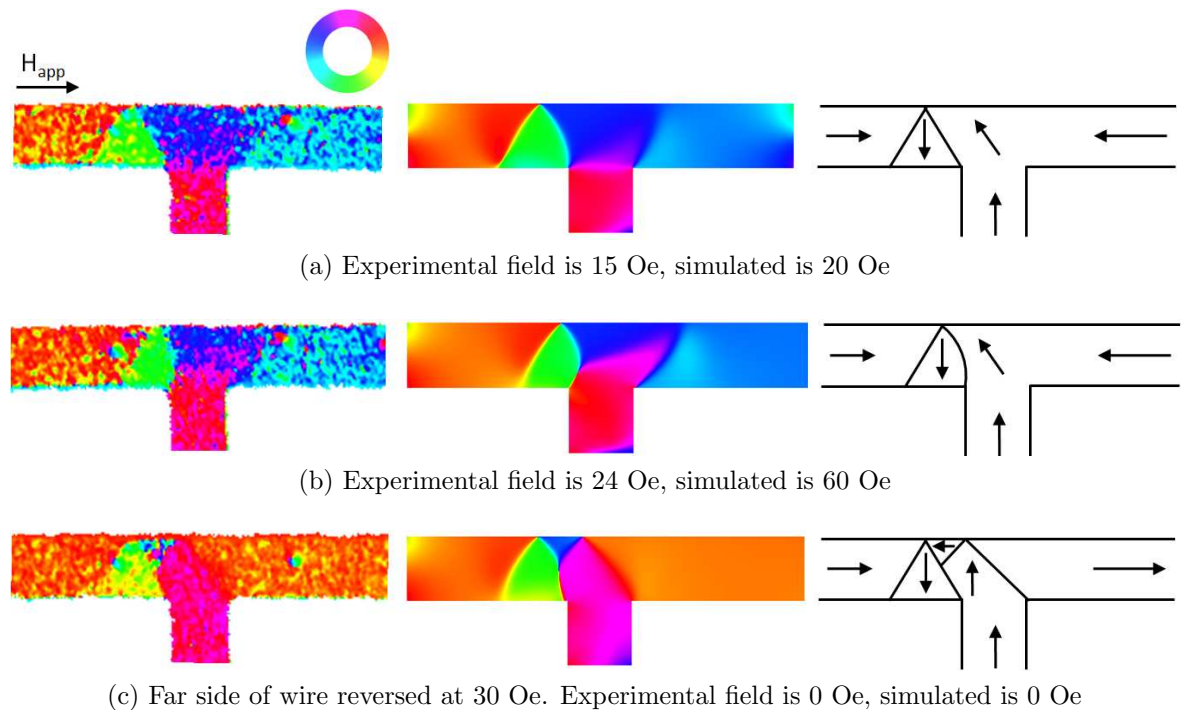 H_app
(a) Experimental field is 15 Oe, simulated is 20 Oe
(b) Experimental field is 24 Oe, simulated is 60 Oe
(c) Far side of wire reversed at 30 Oe. Experimental field is 0 Oe, simulated is 0 Oe